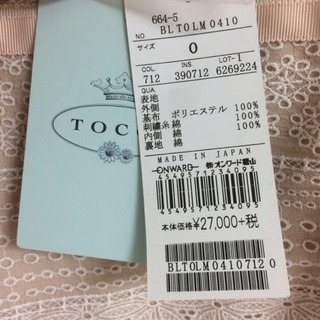 664-5
NO. BLTOLM0410
サイズ 0
COL. INS. LOT-1
712 390712 6269224
QUA.
表地
外側
基布 ポリエステル 100%
刺繍糸 綿 100%
内側 綿 100%
裏地 綿 100%
MADE IN JAPAN
ONWARD ㈱オンワード樫山
4549571234095
4549571234095
本体価格¥27,000+税
BLTOLM0410712 0
TOCC